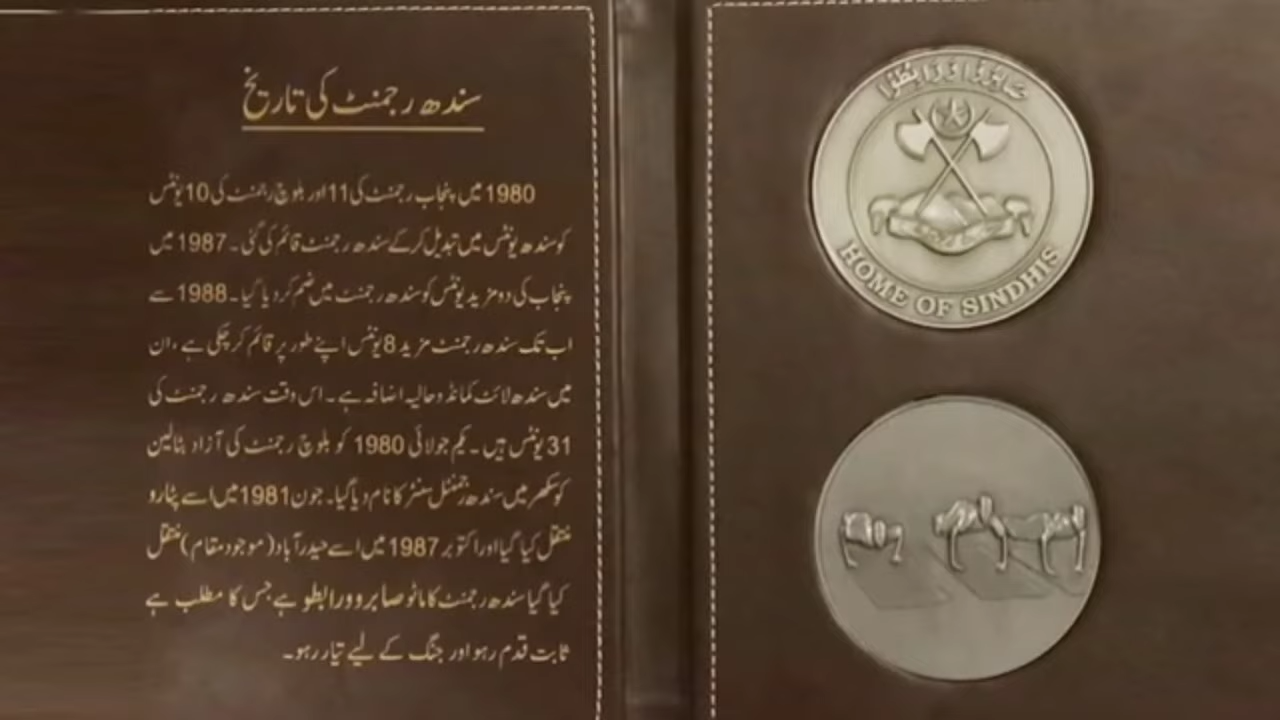 سندھ رجمنٹ کی تاریخ
1980 میں پنجاب رجمنٹ کی 11 اور بلوچ رجمنٹ کی 10 یونٹس
کو سندھ یونٹس میں تبدیل کر کے سندھ رجمنٹ قائم کی گئی۔ 1987 میں
پنجاب کی دو مزید یونٹس کو سندھ رجمنٹ میں ضم کر دیا گیا۔ 1988 سے
اب تک سندھ رجمنٹ مزید 8 یونٹس اپنے طور پر قائم کر چکی ہے، ان
میں سندھ لائٹ کمانڈو حالیہ اضافہ ہے۔ اس وقت سندھ رجمنٹ کی
31 یونٹس ہیں۔ یکم جولائی 1980 کو بلوچ رجمنٹ کی آزاد بٹالین
کو سکھر میں سندھ رجمنٹل سنٹر کا نام دیا گیا۔ جون 1981 میں اسے پٹارو
منتقل کیا گیا اور اکتوبر 1987 میں اسے حیدرآباد (موجود مقام) منتقل
کیا گیا سندھ رجمنٹ کا ماٹو صابرو ورابطو ہے جس کا مطلب ہے
ثابت قدم رہو اور جنگ کے لیے تیار رہو۔
صَابِرُوْا وَرَابِطُوْا
HOME OF SINDHIS